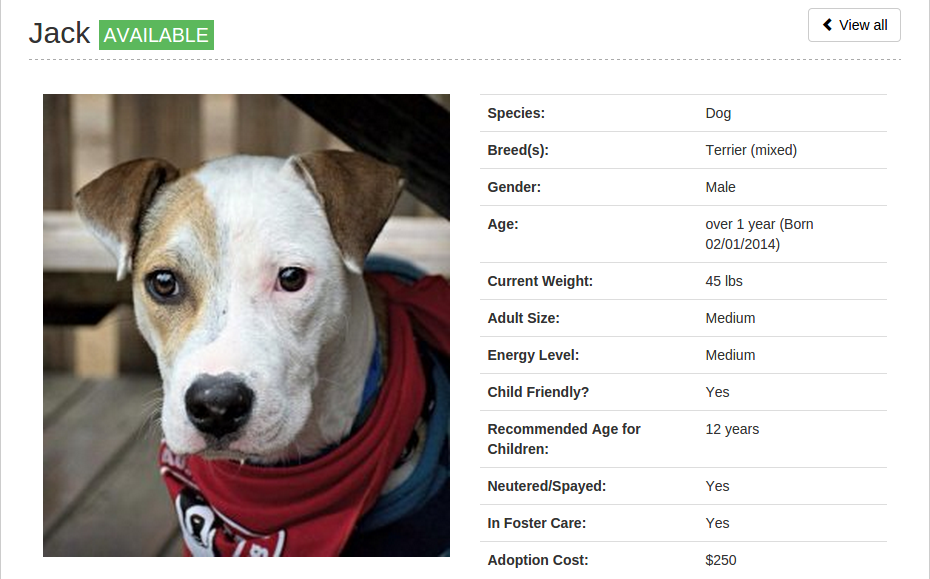 Jack AVAILABLE
View all
Species: Dog
Breed(s): Terrier (mixed)
Gender: Male
Age: over 1 year (Born
02/01/2014)
Current Weight: 45 lbs
Adult Size: Medium
Energy Level: Medium
Child Friendly? Yes
Recommended Age for 12 years
Children:
Neutered/Spayed: Yes
In Foster Care: Yes
Adoption Cost: $250